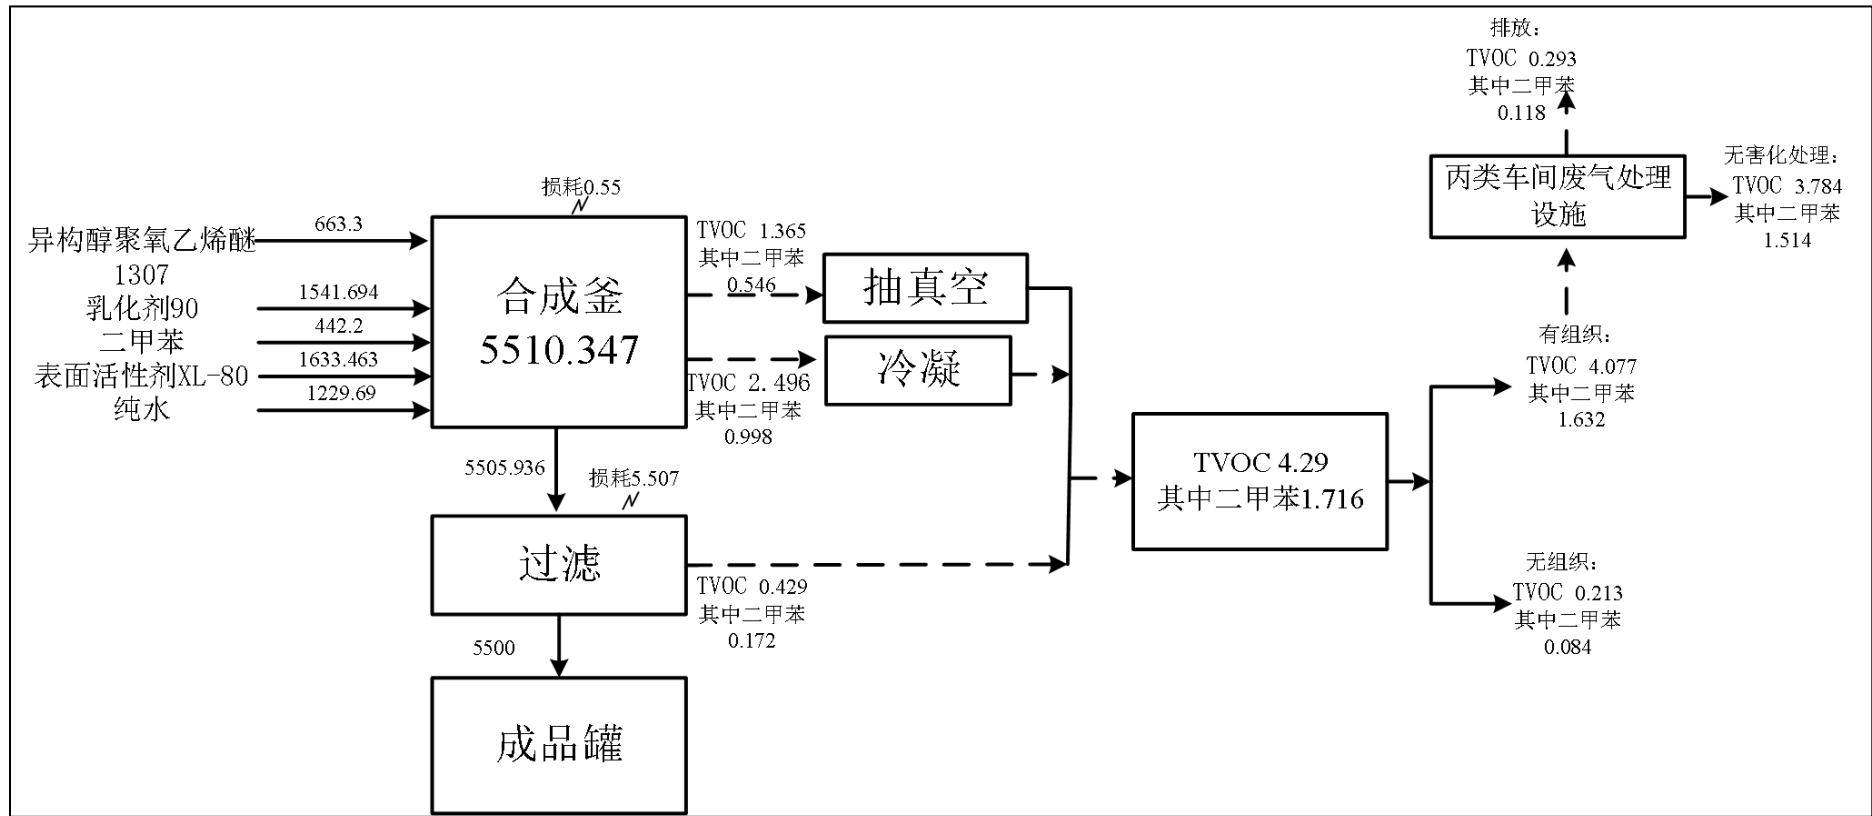 异构醇聚氧乙烯醚
1307
乳化剂90
二甲苯
表面活性剂XL-80
纯水
663.3
1541.694
442.2
1633.463
1229.69
损耗0.55
合成釜
5510.347
5505.936
损耗5.507
过滤
5500
成品罐
TVOC 1.365
其中二甲苯
0.546
抽真空
TVOC 2.496
其中二甲苯
0.998
冷凝
TVOC 0.429
其中二甲苯
0.172
TVOC 4.29
其中二甲苯1.716
有组织：
TVOC 4.077
其中二甲苯
1.632
无组织：
TVOC 0.213
其中二甲苯
0.084
丙类车间废气处理
设施
排放：
TVOC 0.293
其中二甲苯
0.118
无害化处理：
TVOC 3.784
其中二甲苯
1.514